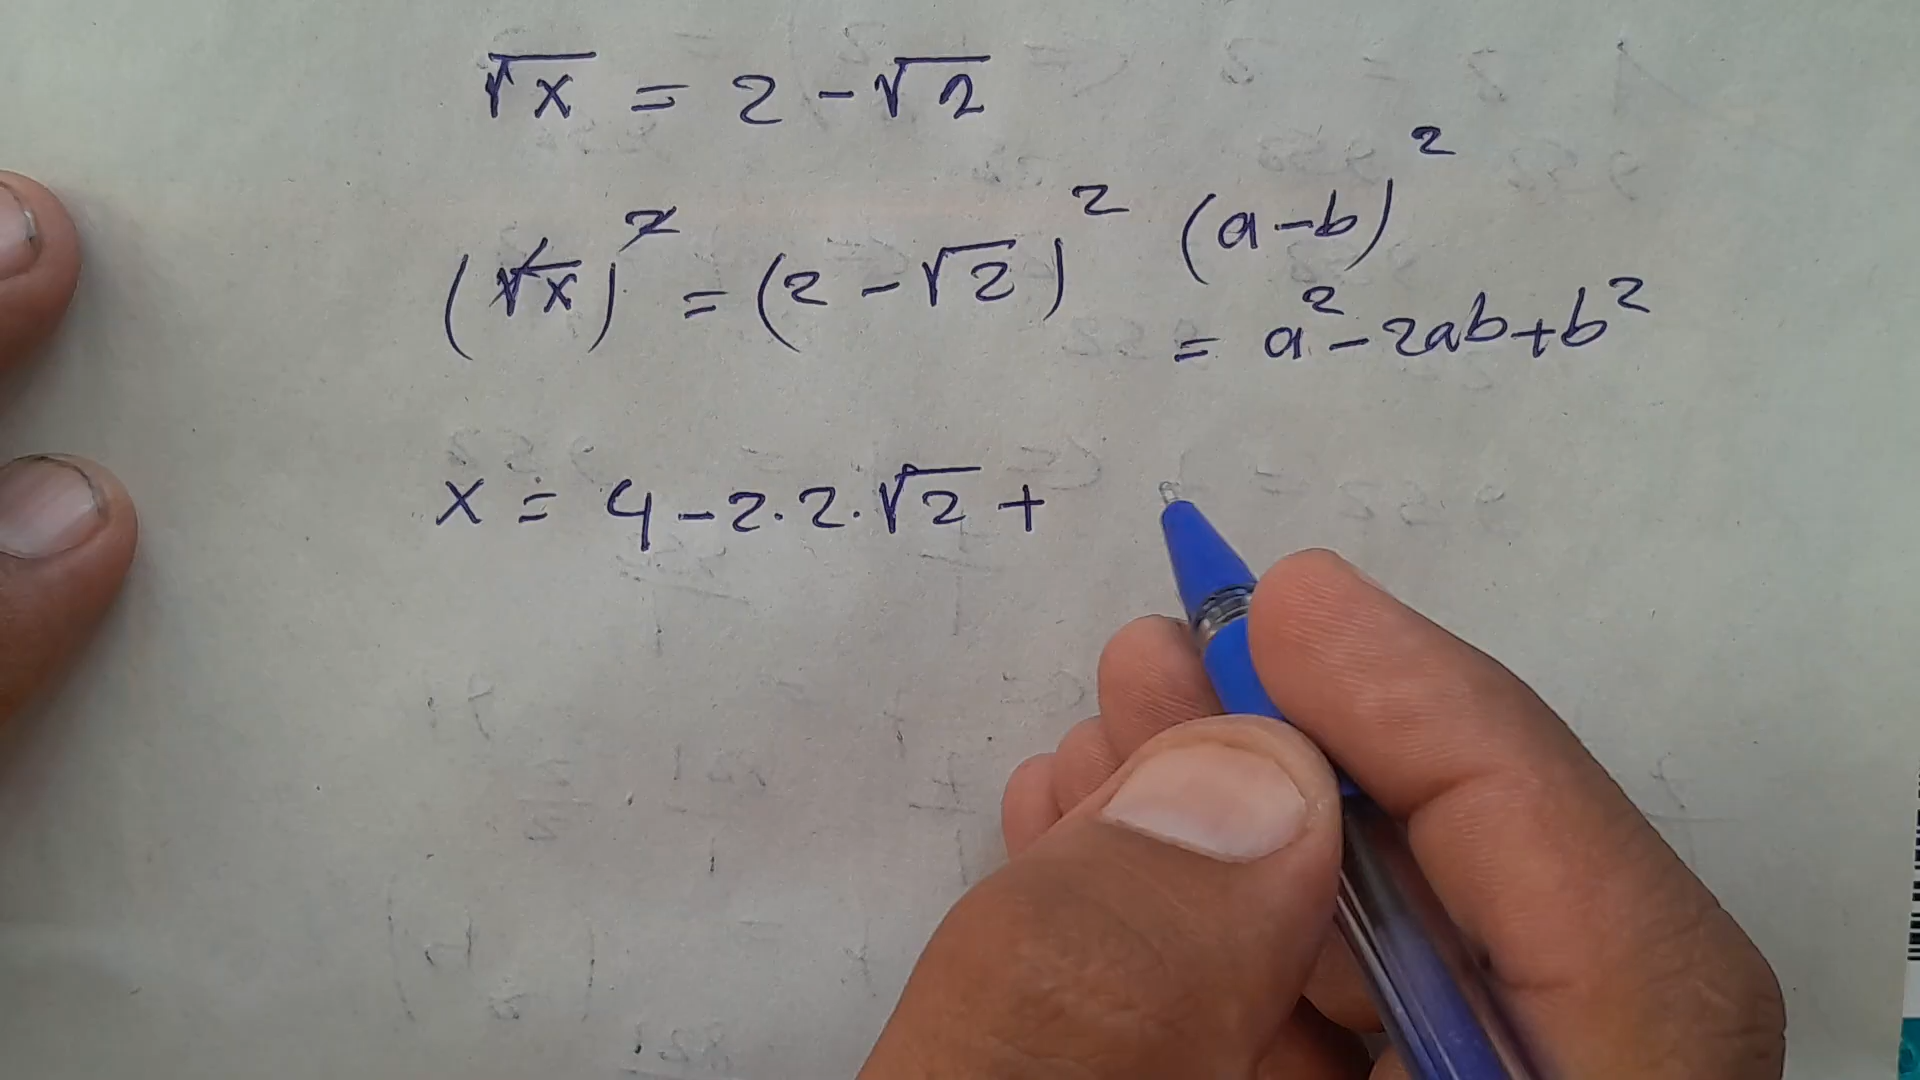 √x = 2 - √2
(√x)² = (2 - √2)² (a-b)²
= a² - 2ab + b²
x = 4 - 2.2.√2 +